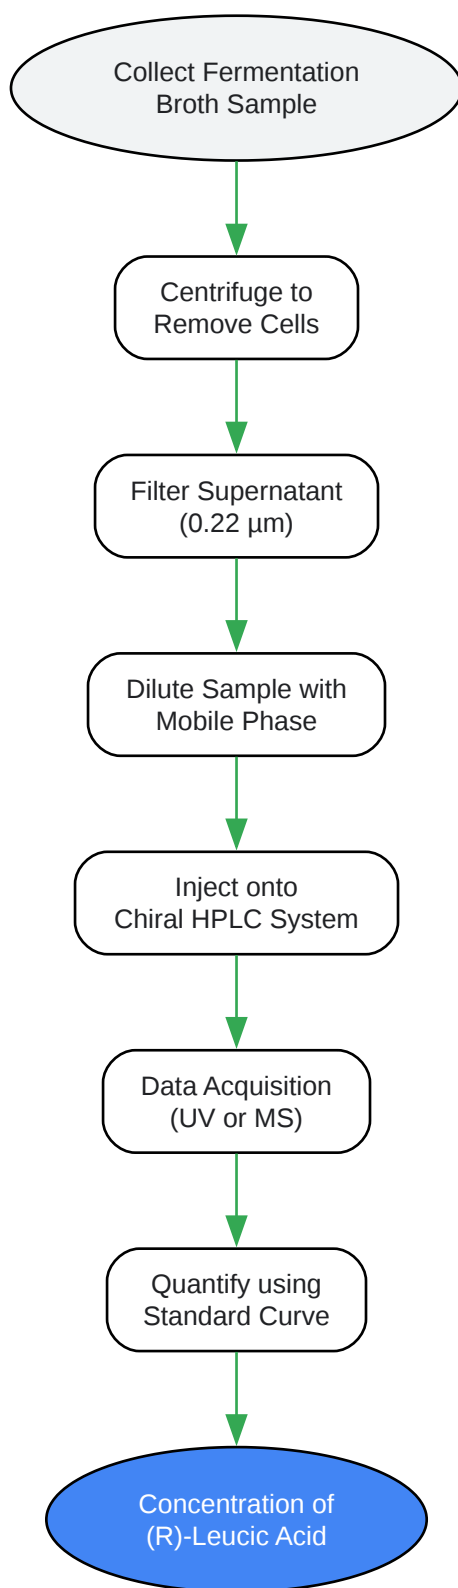 Collect Fermentation
Broth Sample
Centrifuge to
Remove Cells
Filter Supernatant
(0.22 µm)
Dilute Sample with
Mobile Phase
Inject onto
Chiral HPLC System
Data Acquisition
(UV or MS)
Quantify using
Standard Curve
Concentration of
(R)-Leucic Acid